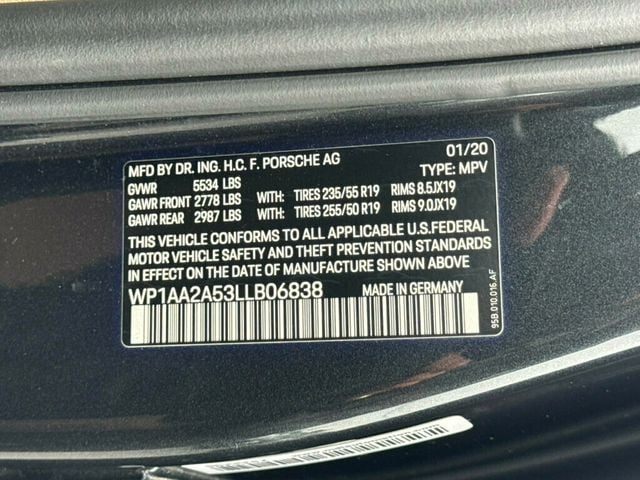 MFD BY DR. ING. H.C. F. PORSCHE AG 01/20
GVWR 5534 LBS TYPE: MPV
GAWR FRONT 2778 LBS WITH: TIRES 235/55 R19 RIMS 8.5JX19
GAWR REAR 2987 LBS WITH: TIRES 255/50 R19 RIMS 9.0JX19
THIS VEHICLE CONFORMS TO ALL APPLICABLE U.S.FEDERAL
MOTOR VEHICLE SAFETY AND THEFT PREVENTION STANDARDS
IN EFFECT ON THE DATE OF MANUFACTURE SHOWN ABOVE
WP1AA2A53LLB06838 MADE IN GERMANY
95B.010.016.AF